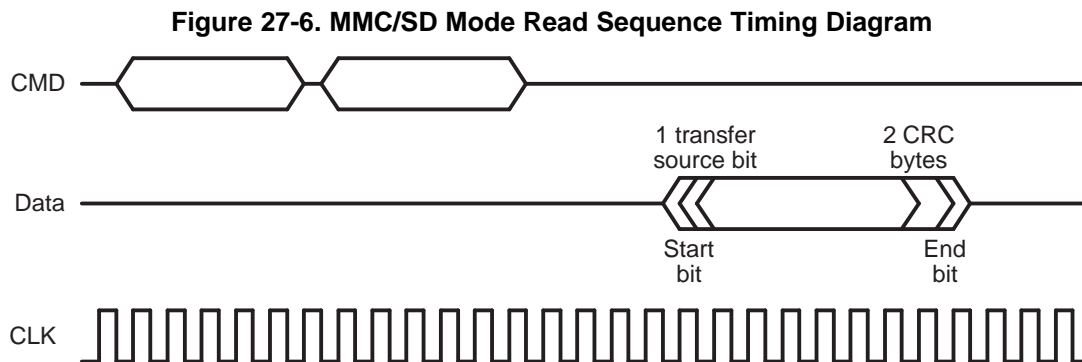 Figure 27-6. MMC/SD Mode Read Sequence Timing Diagram
CMD
1 transfer
source bit
2 CRC
bytes
Data
Start
bit
End
bit
CLK